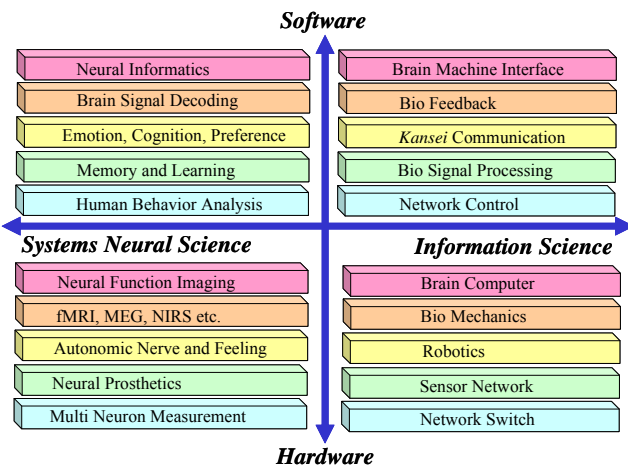 Software
Neural Informatics
Brain Signal Decoding
Emotion, Cognition, Preference
Memory and Learning
Human Behavior Analysis
Brain Machine Interface
Bio Feedback
Kansei Communication
Bio Signal Processing
Network Control
Systems Neural Science
Information Science
Neural Function Imaging
fMRI, MEG, NIRS etc.
Autonomic Nerve and Feeling
Neural Prosthetics
Multi Neuron Measurement
Brain Computer
Bio Mechanics
Robotics
Sensor Network
Network Switch
Hardware